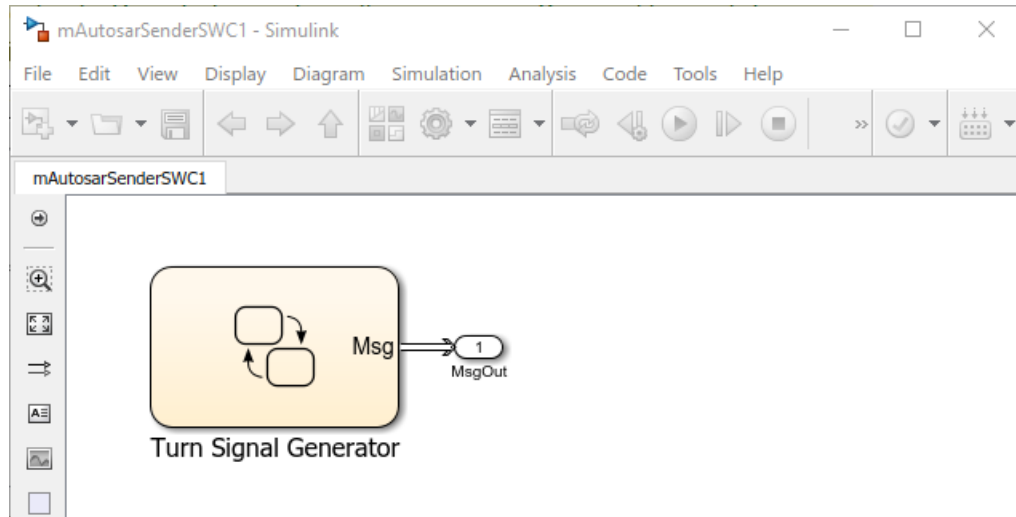 mAutosarSenderSWC1 - Simulink
File Edit View Display Diagram Simulation Analysis Code Tools Help
mAutosarSenderSWC1
Msg
1
MsgOut
Turn Signal Generator